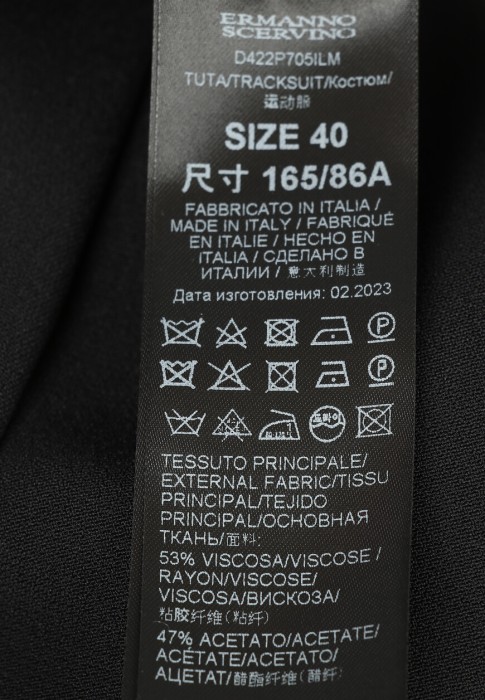 ERMANNO
SCERVINO
D422P705ILM
TUTA/TRACKSUIT/Костюм/
运动服
SIZE 40
尺寸 165/86A
FABBRICATO IN ITALIA /
MADE IN ITALY / FABRIQUÉ
EN ITALIE / HECHO EN
ITALIA / СДЕЛАНО В
ИТАЛИИ / 意大利制造
Дата изготовления: 02.2023
P
P
드라이
TESSUTO PRINCIPALE/
EXTERNAL FABRIC/TISSU
PRINCIPAL/TEJIDO
PRINCIPAL/ОСНОВНАЯ
ТКАНЬ/面料:
53% VISCOSA/VISCOSE /
RAYON/VISCOSE/
VISCOSA/ВИСКОЗА/
粘胶纤维(粘纤)
47% ACETATO/ACETATE/
ACÉTATE/ACETATO/
АЦЕТАТ/醋酯纤维(醋纤)